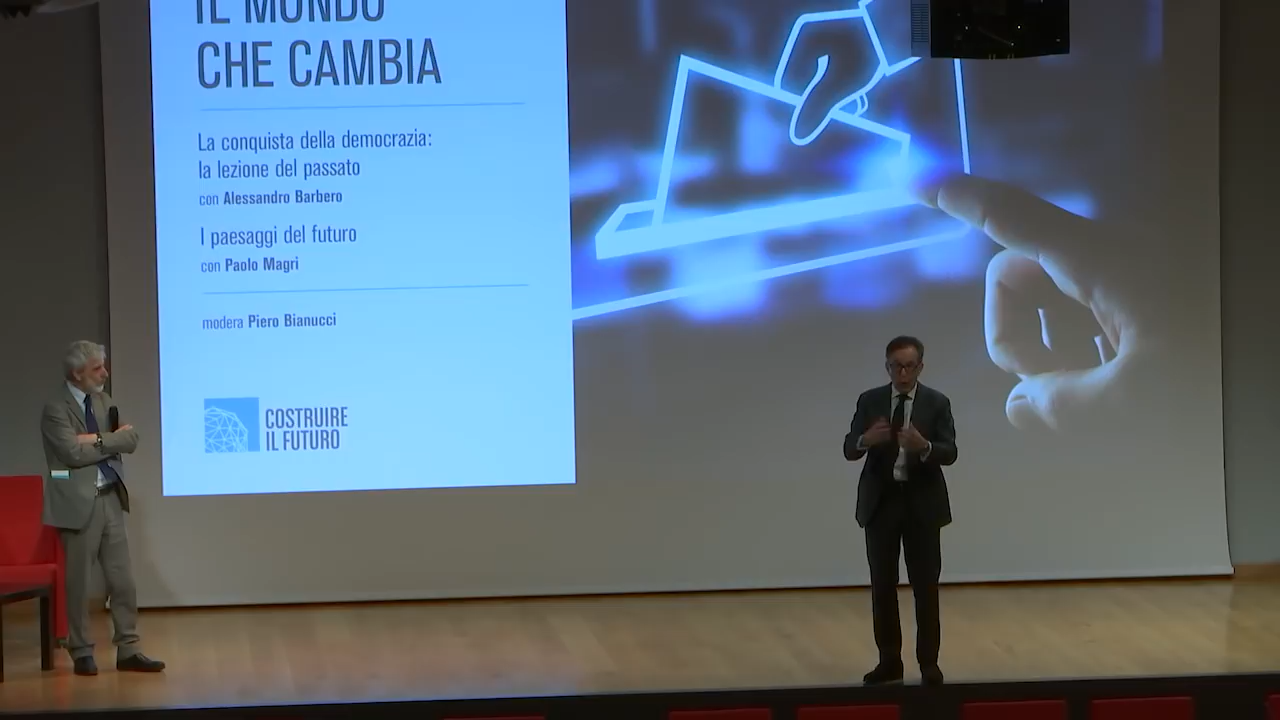 IL MONDO
CHE CAMBIA
La conquista della democrazia:
la lezione del passato
con Alessandro Barbero
I paesaggi del futuro
con Paolo Magri
modera Piero Bianucci
COSTRUIRE
IL FUTURO